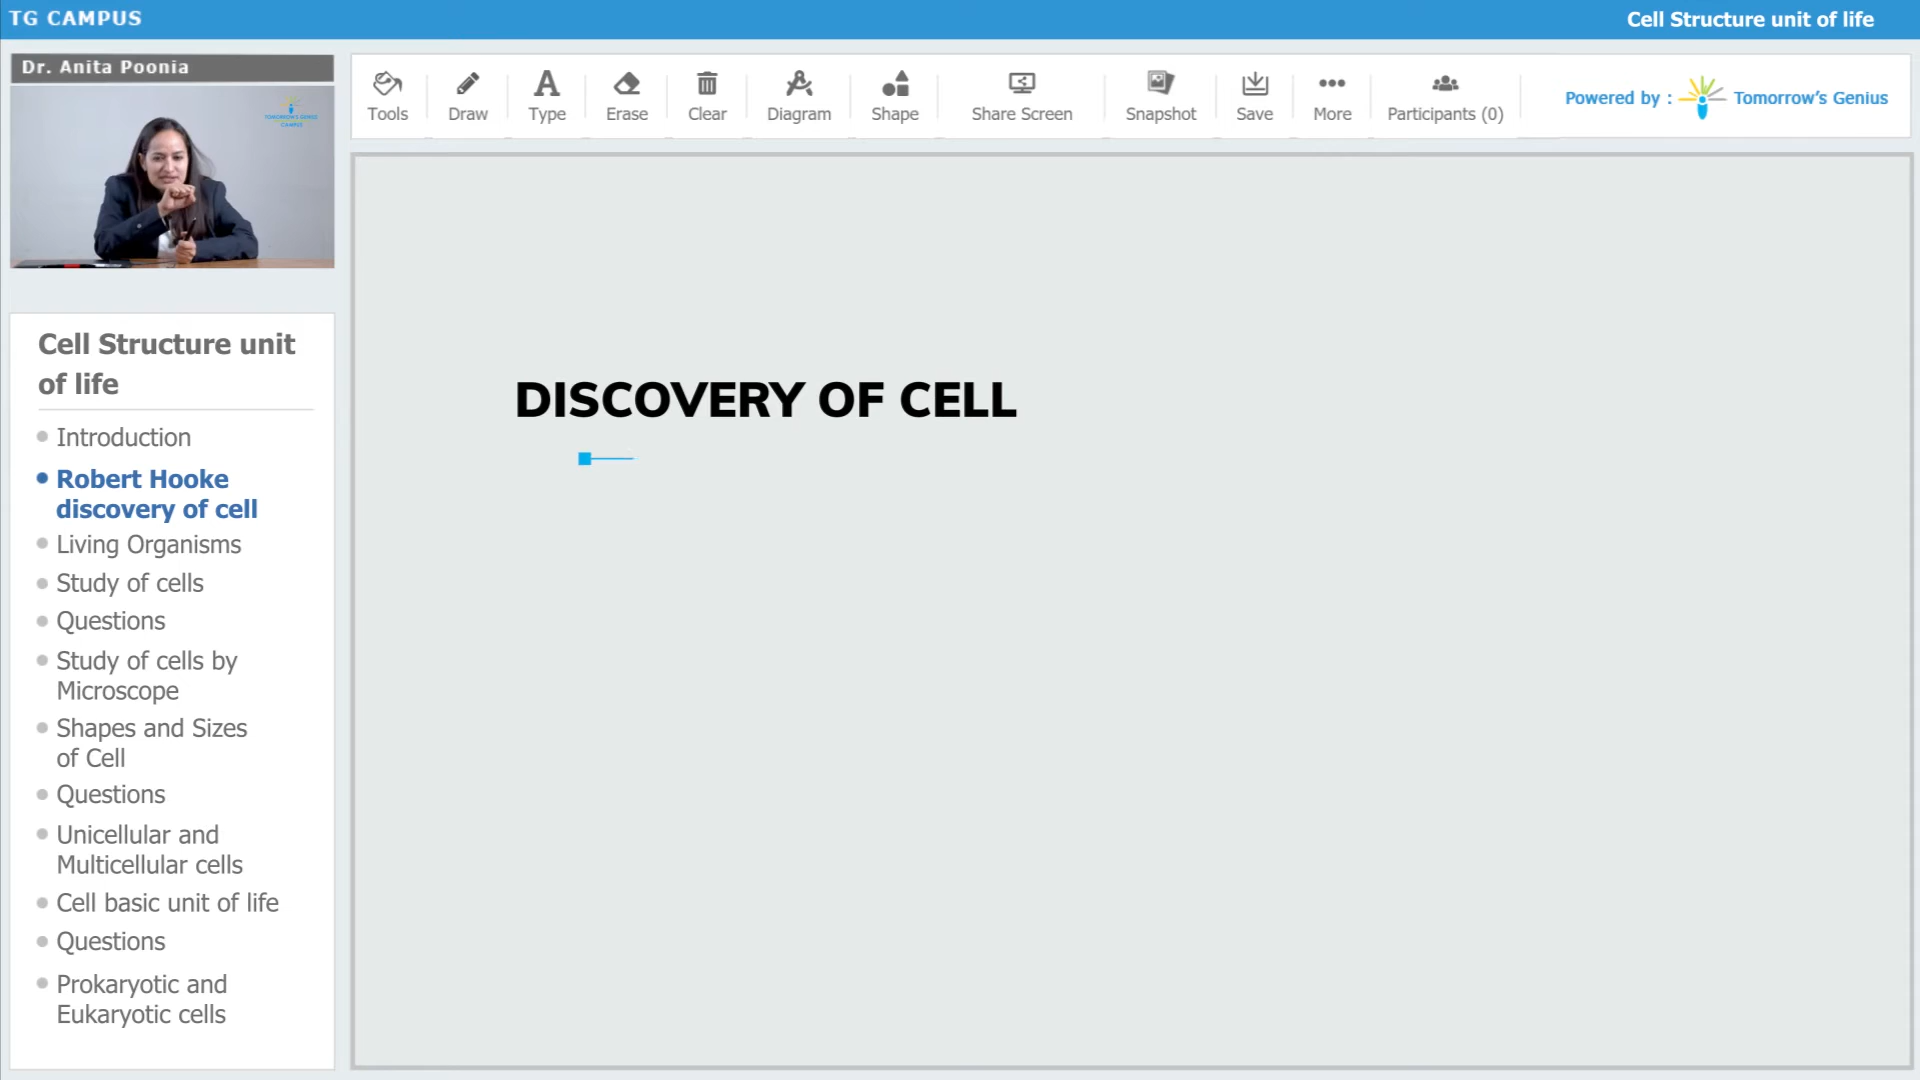 TG CAMPUS
Cell Structure unit of life
Dr. Anita Poonia
TOMORROW'S GENIUS
CAMPUS
Tools
Draw
Type
Erase
Clear
Diagram
Shape
Share Screen
Snapshot
Save
More
Participants (0)
Powered by :
Tomorrow's Genius
Cell Structure unit
of life
Introduction
Robert Hooke
discovery of cell
Living Organisms
Study of cells
Questions
Study of cells by
Microscope
Shapes and Sizes
of Cell
Questions
Unicellular and
Multicellular cells
Cell basic unit of life
Questions
Prokaryotic and
Eukaryotic cells
DISCOVERY OF CELL